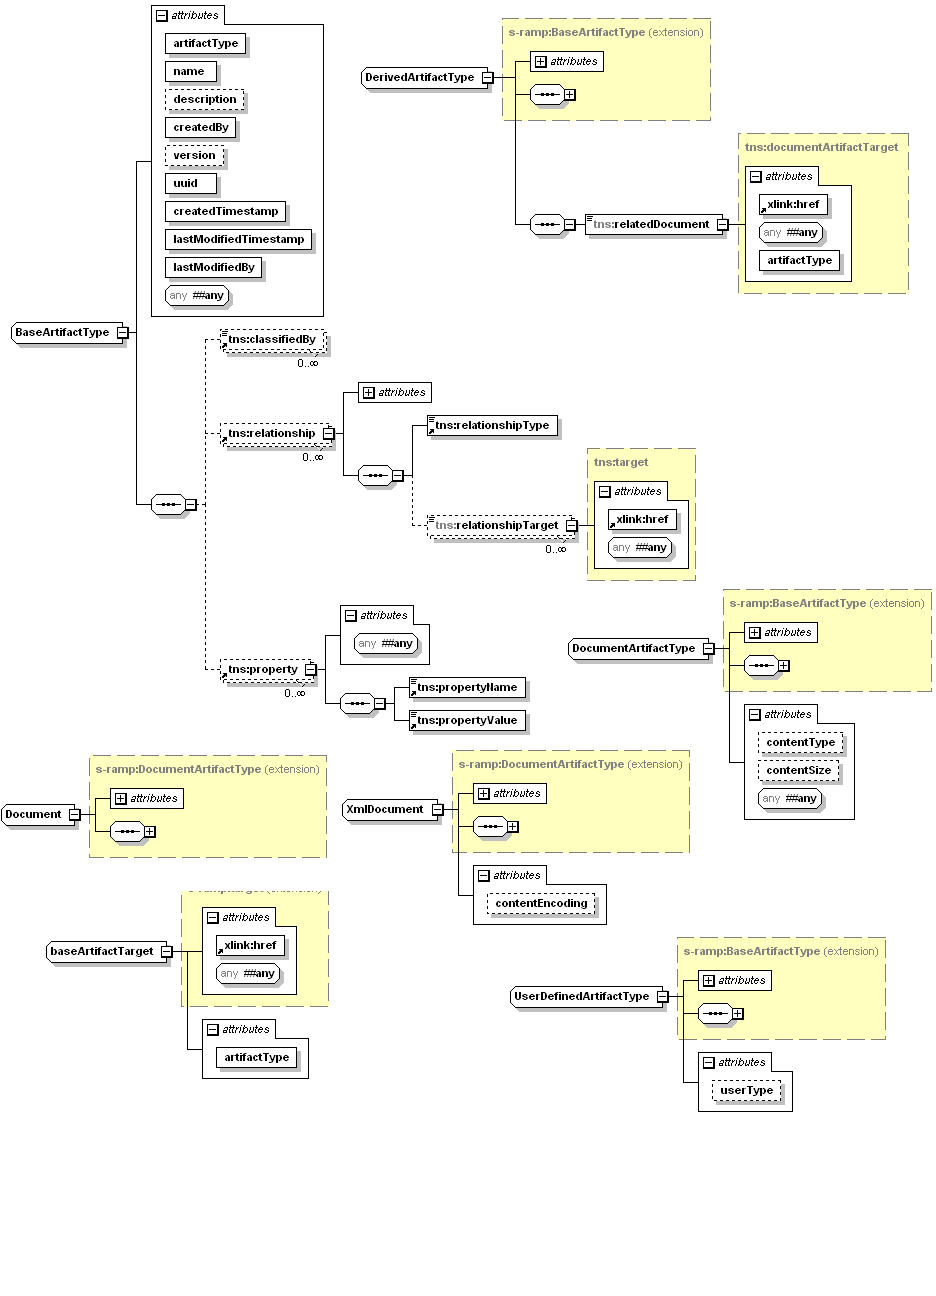 attributes
artifactType
name
description
createdBy
version
uuid
createdTimestamp
lastModifiedTimestamp
lastModifiedBy
any ##any
BaseArtifactType
tns:classifiedBy
0..∞
tns:relationship
0..∞
attributes
tns:relationshipType
tns:relationshipTarget
0..∞
tns:target
attributes
xlink:href
any ##any
tns:property
0..∞
attributes
any ##any
tns:propertyName
tns:propertyValue
DerivedArtifactType
s-ramp:BaseArtifactType (extension)
attributes
tns:relatedDocument
tns:documentArtifactTarget
attributes
xlink:href
any ##any
artifactType
DocumentArtifactType
s-ramp:BaseArtifactType (extension)
attributes
attributes
contentType
contentSize
any ##any
Document
s-ramp:DocumentArtifactType (extension)
attributes
XmlDocument
s-ramp:DocumentArtifactType (extension)
attributes
attributes
contentEncoding
baseArtifactTarget
attributes
xlink:href
any ##any
attributes
artifactType
UserDefinedArtifactType
s-ramp:BaseArtifactType (extension)
attributes
attributes
userType